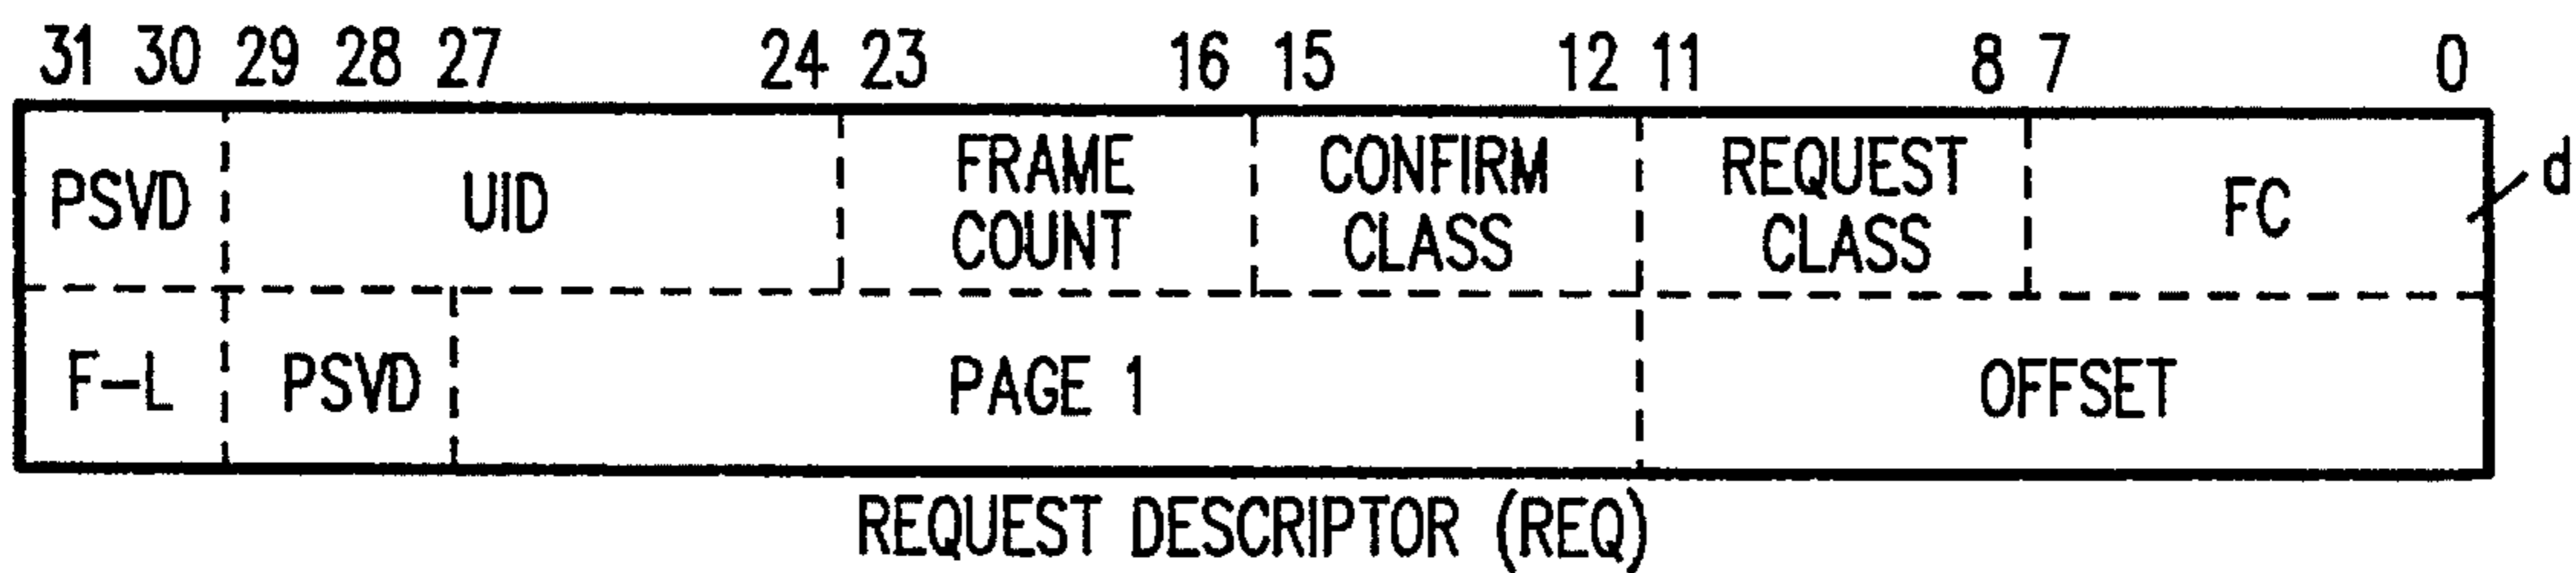 31 30 29 28 27 24 23 16 15 12 11 8 7 0
PSVD UID FRAME COUNT CONFIRM CLASS REQUEST CLASS FC d
F-L PSVD PAGE 1 OFFSET
REQUEST DESCRIPTOR (REQ)